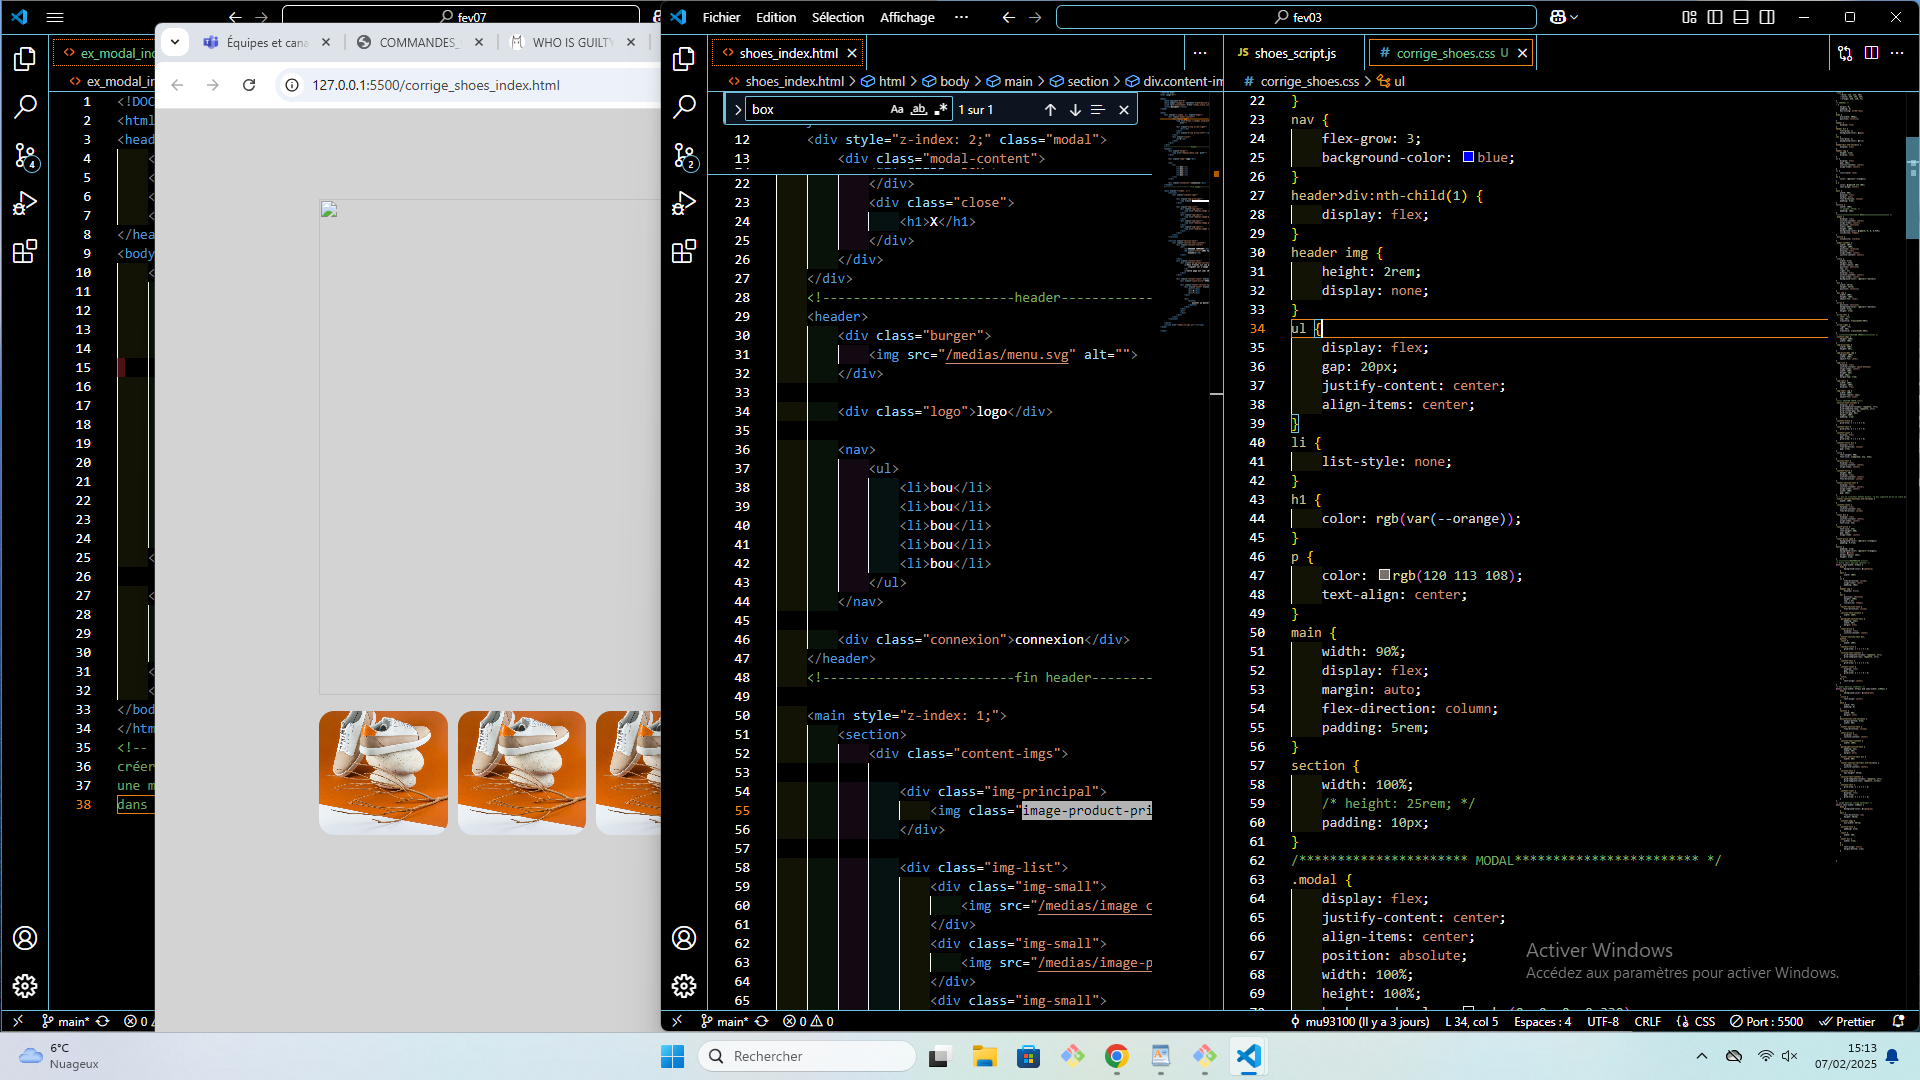 fev07
ex_modal_inc
ex_modal_in
1 <!DOC
2 <html
3 <head
4 <
5 <
6 <
7 <
8 </hea
9 <body
10 <
11
12
13
14
15
16
17
18
19
20
21
22
23
24
25 <
26
27 <
28
29
30
31 <
32 <
33 </bod
34 </htm
35 <!--
36 créer
37 une m
38 dans
main*
0
4
Équipes et cana
COMMANDES_
WHO IS GUILTY
127.0.0.1:5500/corrige_shoes_index.html
Fichier Edition Sélection Affichage ...
fev03
shoes_index.html
shoes_index.html > html > body > main > section > div.content-im
box
Aa ab .* 1 sur 1
12 <div style="z-index: 2;" class="modal">
13 <div class="modal-content">
22 </div>
23 <div class="close">
24 <h1>X</h1>
25 </div>
26 </div>
27 </div>
28 <!-------------------------header------------
29 <header>
30 <div class="burger">
31 <img src="/medias/menu.svg" alt="">
32 </div>
33
34 <div class="logo">logo</div>
35
36 <nav>
37 <ul>
38 <li>bou</li>
39 <li>bou</li>
40 <li>bou</li>
41 <li>bou</li>
42 <li>bou</li>
43 </ul>
44 </nav>
45
46 <div class="connexion">connexion</div>
47 </header>
48 <!-------------------------fin header---------
49
50 <main style="z-index: 1;">
51 <section>
52 <div class="content-imgs">
53
54 <div class="img-principal">
55 <img class="image-product-pri
56 </div>
57
58 <div class="img-list">
59 <div class="img-small">
60 <img src="/medias/image c
61 </div>
62 <div class="img-small">
63 <img src="/medias/image-p
64 </div>
65 <div class="img-small">
2
JS shoes_script.js
# corrige_shoes.css U
# corrige_shoes.css > ul
22 }
23 nav {
24 flex-grow: 3;
25 background-color: blue;
26 }
27 header>div:nth-child(1) {
28 display: flex;
29 }
30 header img {
31 height: 2rem;
32 display: none;
33 }
34 ul {
35 display: flex;
36 gap: 20px;
37 justify-content: center;
38 align-items: center;
39 }
40 li {
41 list-style: none;
42 }
43 h1 {
44 color: rgb(var(--orange));
45 }
46 p {
47 color: rgb(120 113 108);
48 text-align: center;
49 }
50 main {
51 width: 90%;
52 display: flex;
53 margin: auto;
54 flex-direction: column;
55 padding: 5rem;
56 }
57 section {
58 width: 100%;
59 /* height: 25rem; */
60 padding: 10px;
61 }
62 /********************** MODAL************************ */
63 .modal {
64 display: flex;
65 justify-content: center;
66 align-items: center;
67 position: absolute;
68 width: 100%;
69 height: 100%;
Activer Windows
Accédez aux paramètres pour activer Windows.
main* 0 0 mu93100 (Il y a 3 jours) L 34, col 5 Espaces : 4 UTF-8 CRLF {} CSS Port : 5500 Prettier
6°C
Nuageux
Rechercher
15:13
07/02/2025